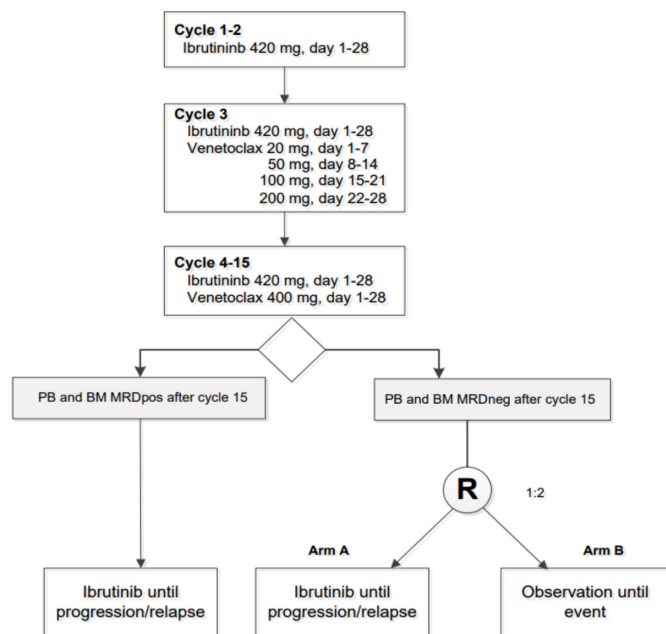 Cycle 1-2
Ibrutininb 420 mg, day 1-28
Cycle 3
Ibrutininb 420 mg, day 1-28
Venetoclax 20 mg, day 1-7
50 mg, day 8-14
100 mg, day 15-21
200 mg, day 22-28
Cycle 4-15
Ibrutininb 420 mg, day 1-28
Venetoclax 400 mg, day 1-28
PB and BM MRDpos after cycle 15
PB and BM MRDneg after cycle 15
R
1:2
Arm A
Arm B
Ibrutinib until
progression/relapse
Ibrutinib until
progression/relapse
Observation until
event